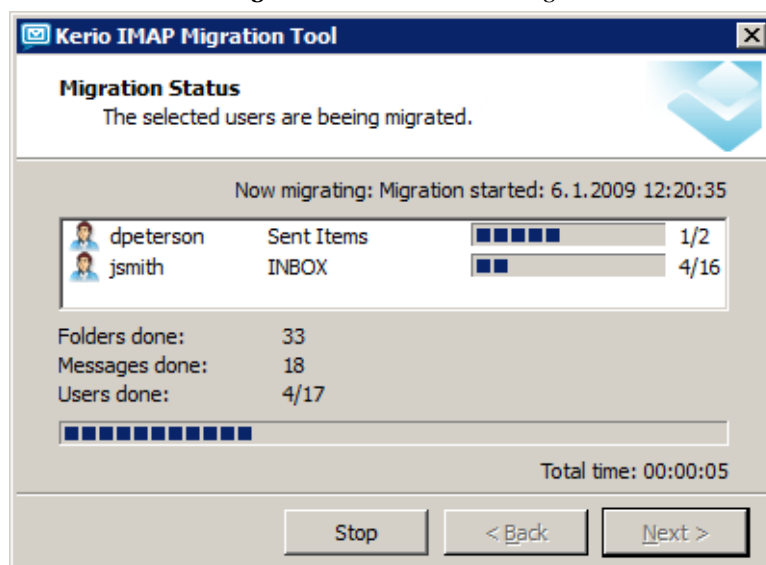 Kerio IMAP Migration Tool
Migration Status
The selected users are beeing migrated.
Now migrating: Migration started: 6.1.2009 12:20:35
dpeterson Sent Items 1/2
jsmith INBOX 4/16
Folders done: 33
Messages done: 18
Users done: 4/17
Total time: 00:00:05
Stop < Back Next >